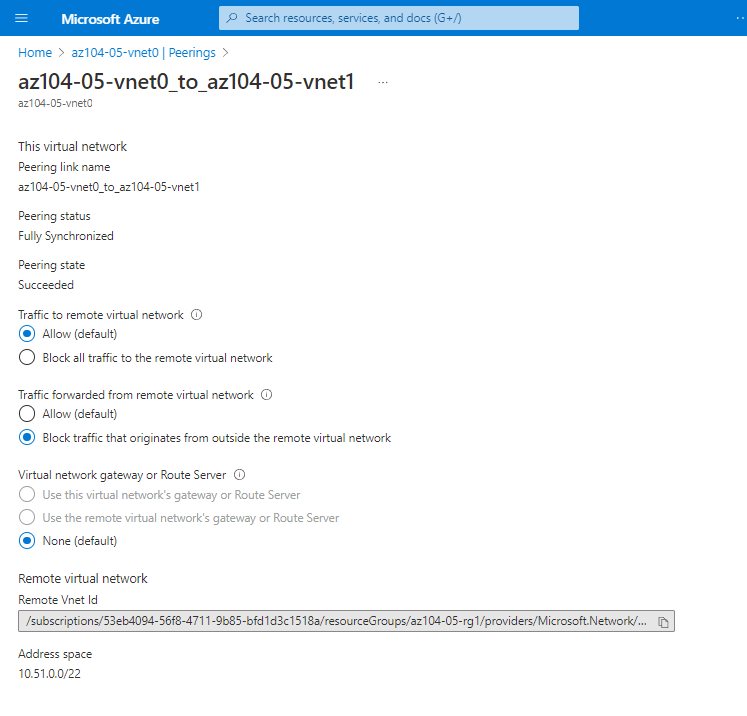 Microsoft Azure
Search resources, services, and docs (G+/)
Home > az104-05-vnet0 | Peerings >
az104-05-vnet0_to_az104-05-vnet1 ...
az104-05-vnet0
This virtual network
Peering link name
az104-05-vnet0_to_az104-05-vnet1
Peering status
Fully Synchronized
Peering state
Succeeded
Traffic to remote virtual network
Allow (default)
Block all traffic to the remote virtual network
Traffic forwarded from remote virtual network
Allow (default)
Block traffic that originates from outside the remote virtual network
Virtual network gateway or Route Server
Use this virtual network's gateway or Route Server
Use the remote virtual network's gateway or Route Server
None (default)
Remote virtual network
Remote Vnet Id
/subscriptions/53eb4094-56f8-4711-9b85-bfd1d3c1518a/resourceGroups/az104-05-rg1/providers/Microsoft.Network/...
Address space
10.51.0.0/22